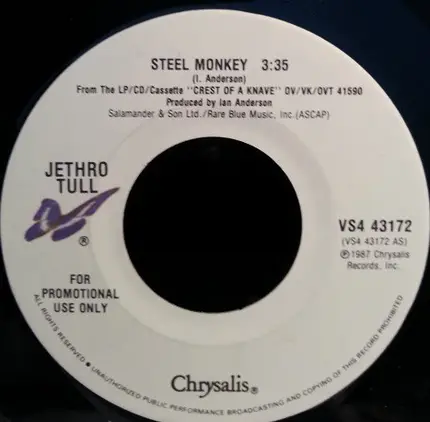 STEEL MONKEY 3:35
(I. Anderson)
From The LP/CD/Cassette "CREST OF A KNAVE" OV/VK/OVT 41590
Produced by Ian Anderson
Salamander & Son Ltd./Rare Blue Music, Inc.(ASCAP)
JETHRO
TULL
®
VS4 43172
(VS4 43172 AS)
℗1987 Chrysalis
Records, Inc.
FOR
PROMOTIONAL
USE ONLY
Chrysalis®
ALL RIGHTS RESERVED • UNAUTHORIZED PUBLIC PERFORMANCE BROADCASTING AND COPYING OF THIS RECORD PROHIBITED